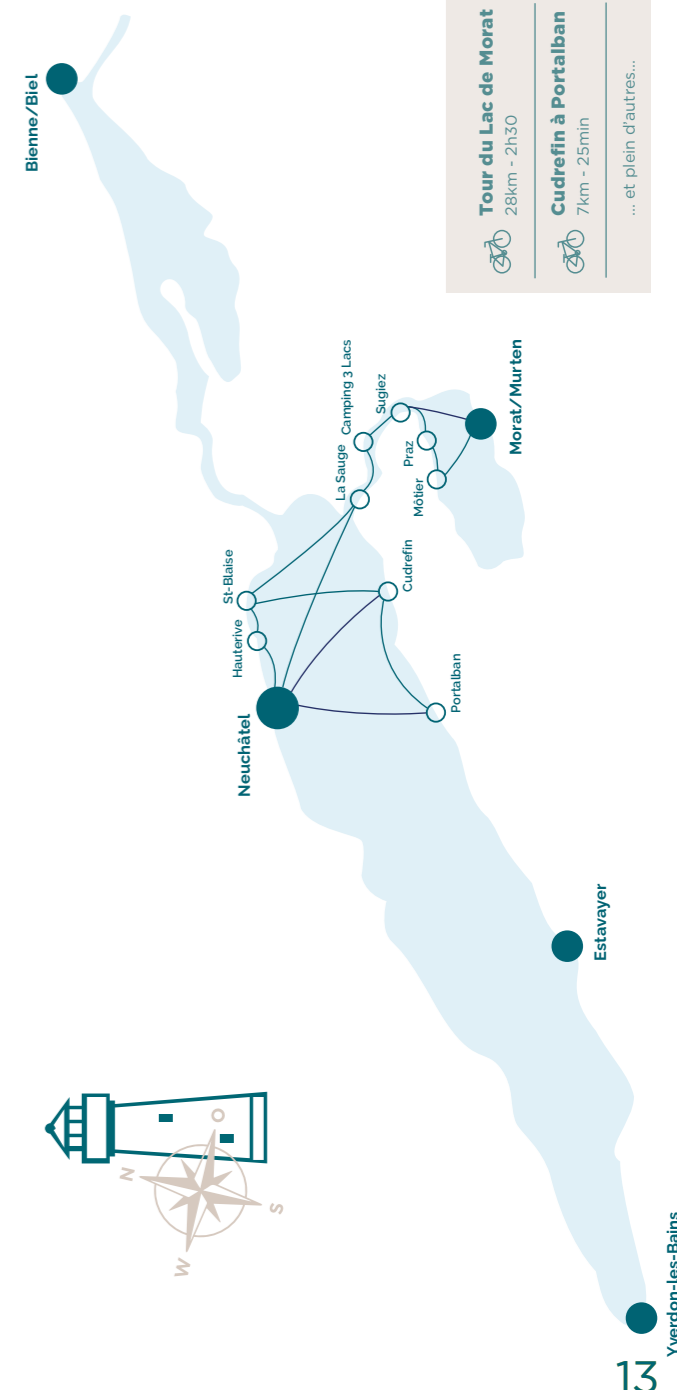 Bienne/Biel
Tour du Lac de Morat
28km - 2h30
Cudrefin à Portalban
7km - 25min
... et plein d'autres...
Camping 3 Lacs
La Sauge
Sugiez
Praz
Môtier
Morat/Murten
St-Blaise
Hauterive
Cudrefin
Neuchâtel
Portalban
Estavayer
N
O
S
W
Yverdon-les-Bains
13